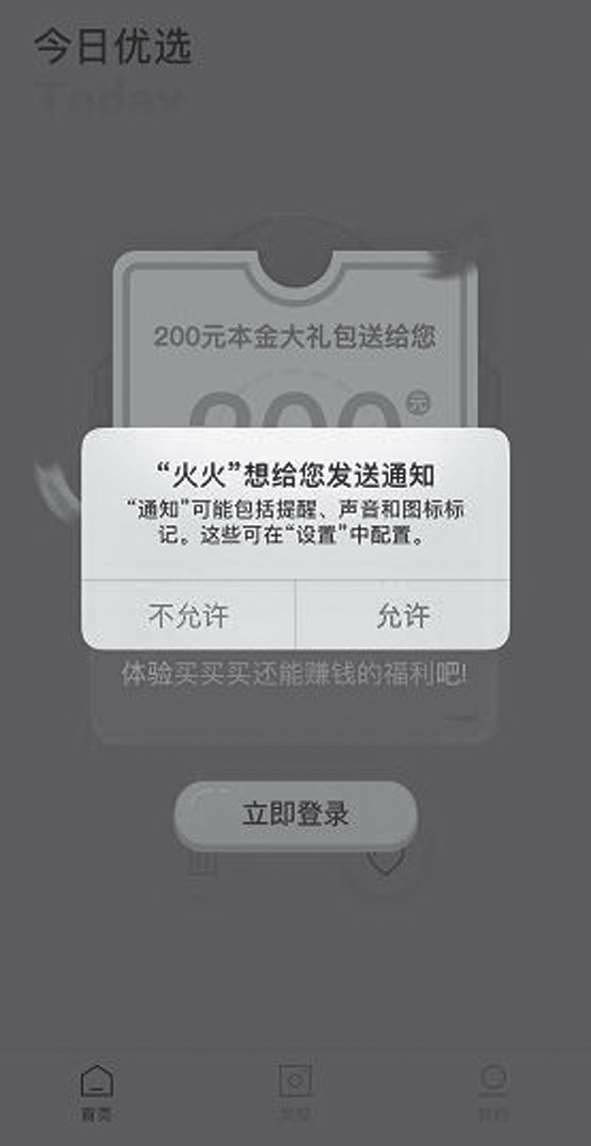 今日优选
Today
200元本金大礼包送给您
200元
“火火”想给您发送通知
“通知”可能包括提醒、声音和图标标
记。这些可在“设置”中配置。
不允许
允许
体验买买买还能赚钱的福利吧!
立即登录
首页